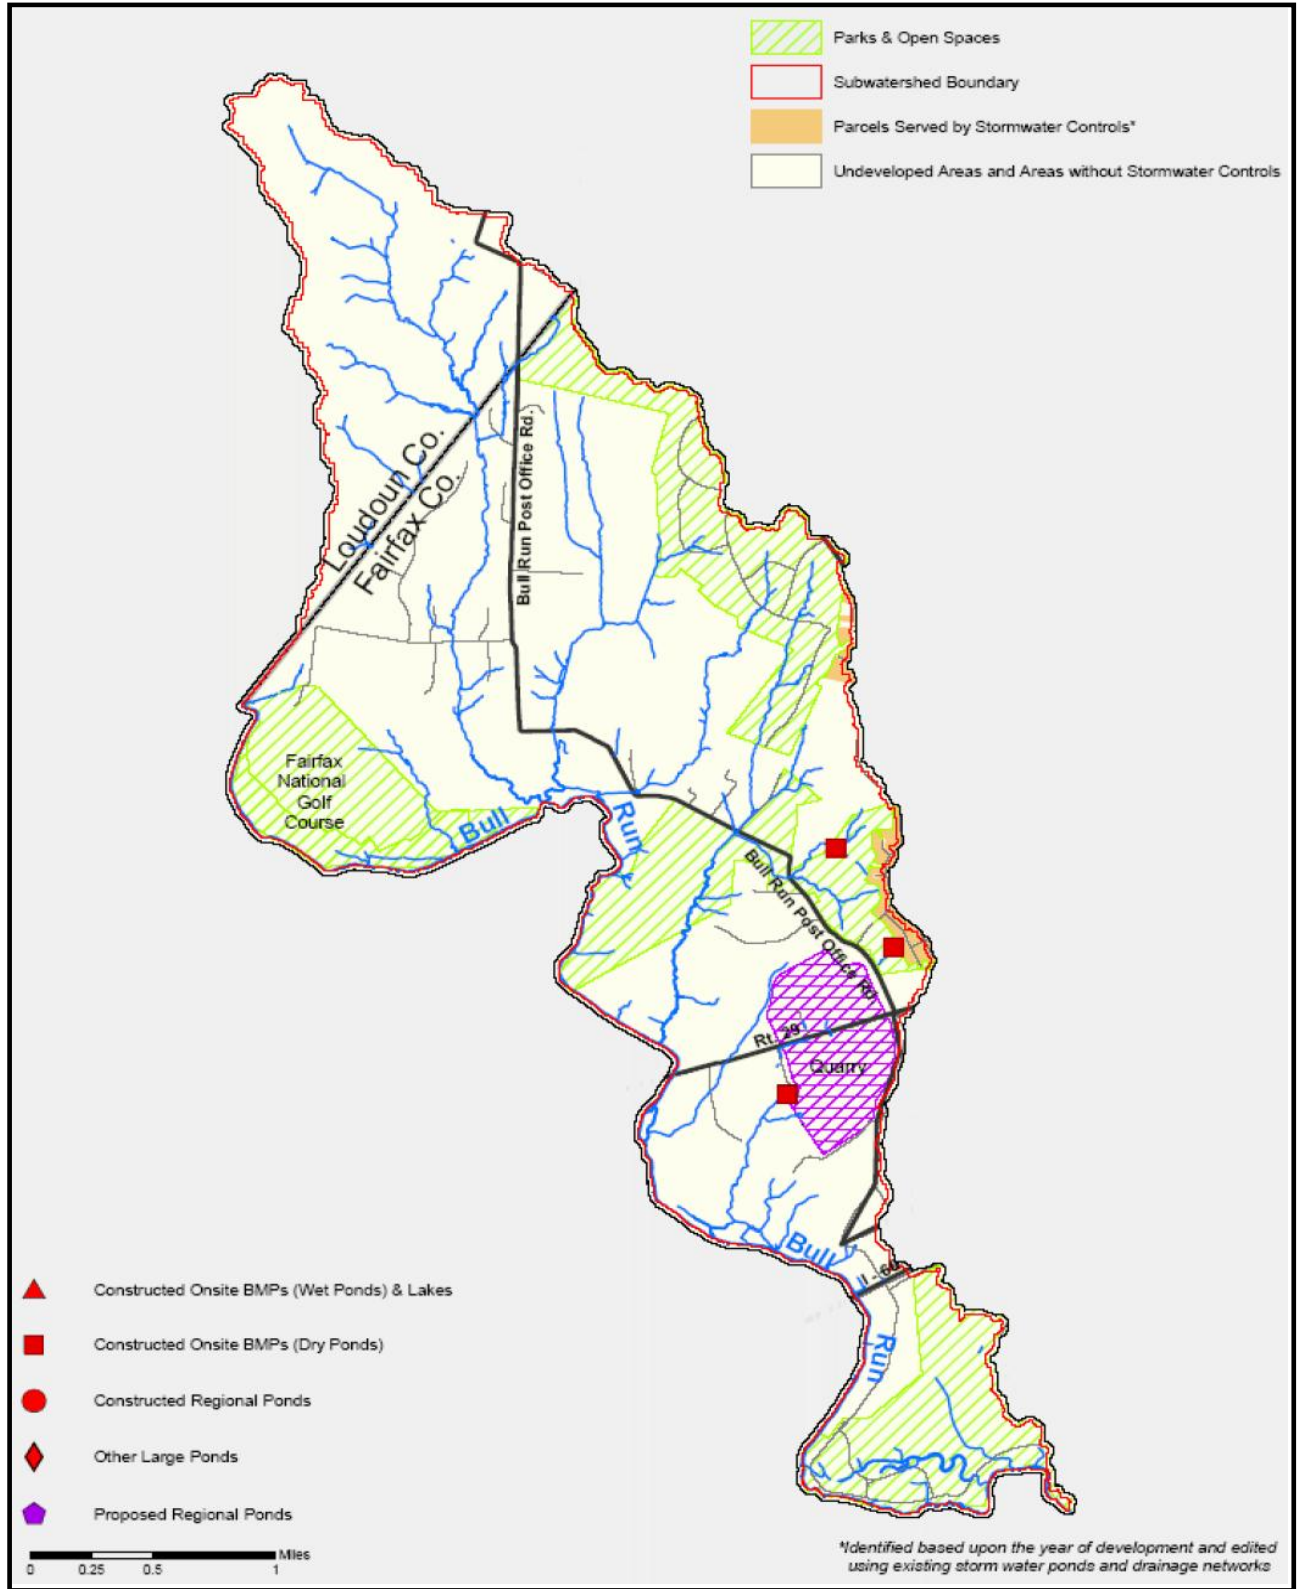 Parks & Open Spaces
Subwatershed Boundary
Parcels Served by Stormwater Controls*
Undeveloped Areas and Areas without Stormwater Controls
Loudoun Co.
Fairfax Co.
Bull Run Post Office Rd.
Fairfax
National
Golf
Course
Bull
Run
Bull Run Post Office RD.
Rt. 29
Quarry
Bull
I - 66
Run
Constructed Onsite BMPs (Wet Ponds) & Lakes
Constructed Onsite BMPs (Dry Ponds)
Constructed Regional Ponds
Other Large Ponds
Proposed Regional Ponds
Miles
0 0.25 0.5 1
*Identified based upon the year of development and edited
using existing storm water ponds and drainage networks